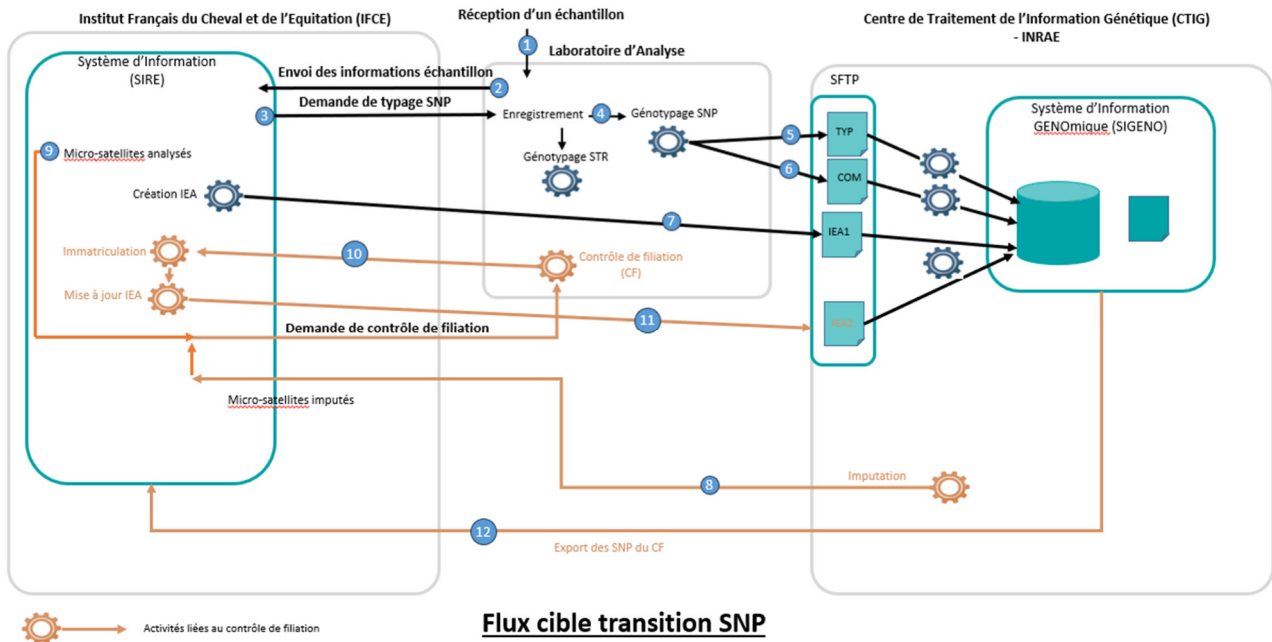 Institut Français du Cheval et de l'Equitation (IFCE)
Réception d'un échantillon
Centre de Traitement de l'Information Génétique (CTIG)
- INRAE
1
Laboratoire d'Analyse
Système d'Information
(SIRE)
Envoi des informations échantillon
2
SFTP
3
Demande de typage SNP
Enregistrement
4
Génotypage SNP
5
TYP
Système d'Information
GENOmique (SIGENO)
9
Micro-satellites analysés
Génotypage STR
6
COM
Création IEA
7
IEA1
Immatriculation
10
Contrôle de filiation
(CF)
Mise à jour IEA
11
IEA2
Demande de contrôle de filiation
Micro-satellites imputés
8
Imputation
12
Export des SNP du CF
Activités liées au contrôle de filiation
Flux cible transition SNP